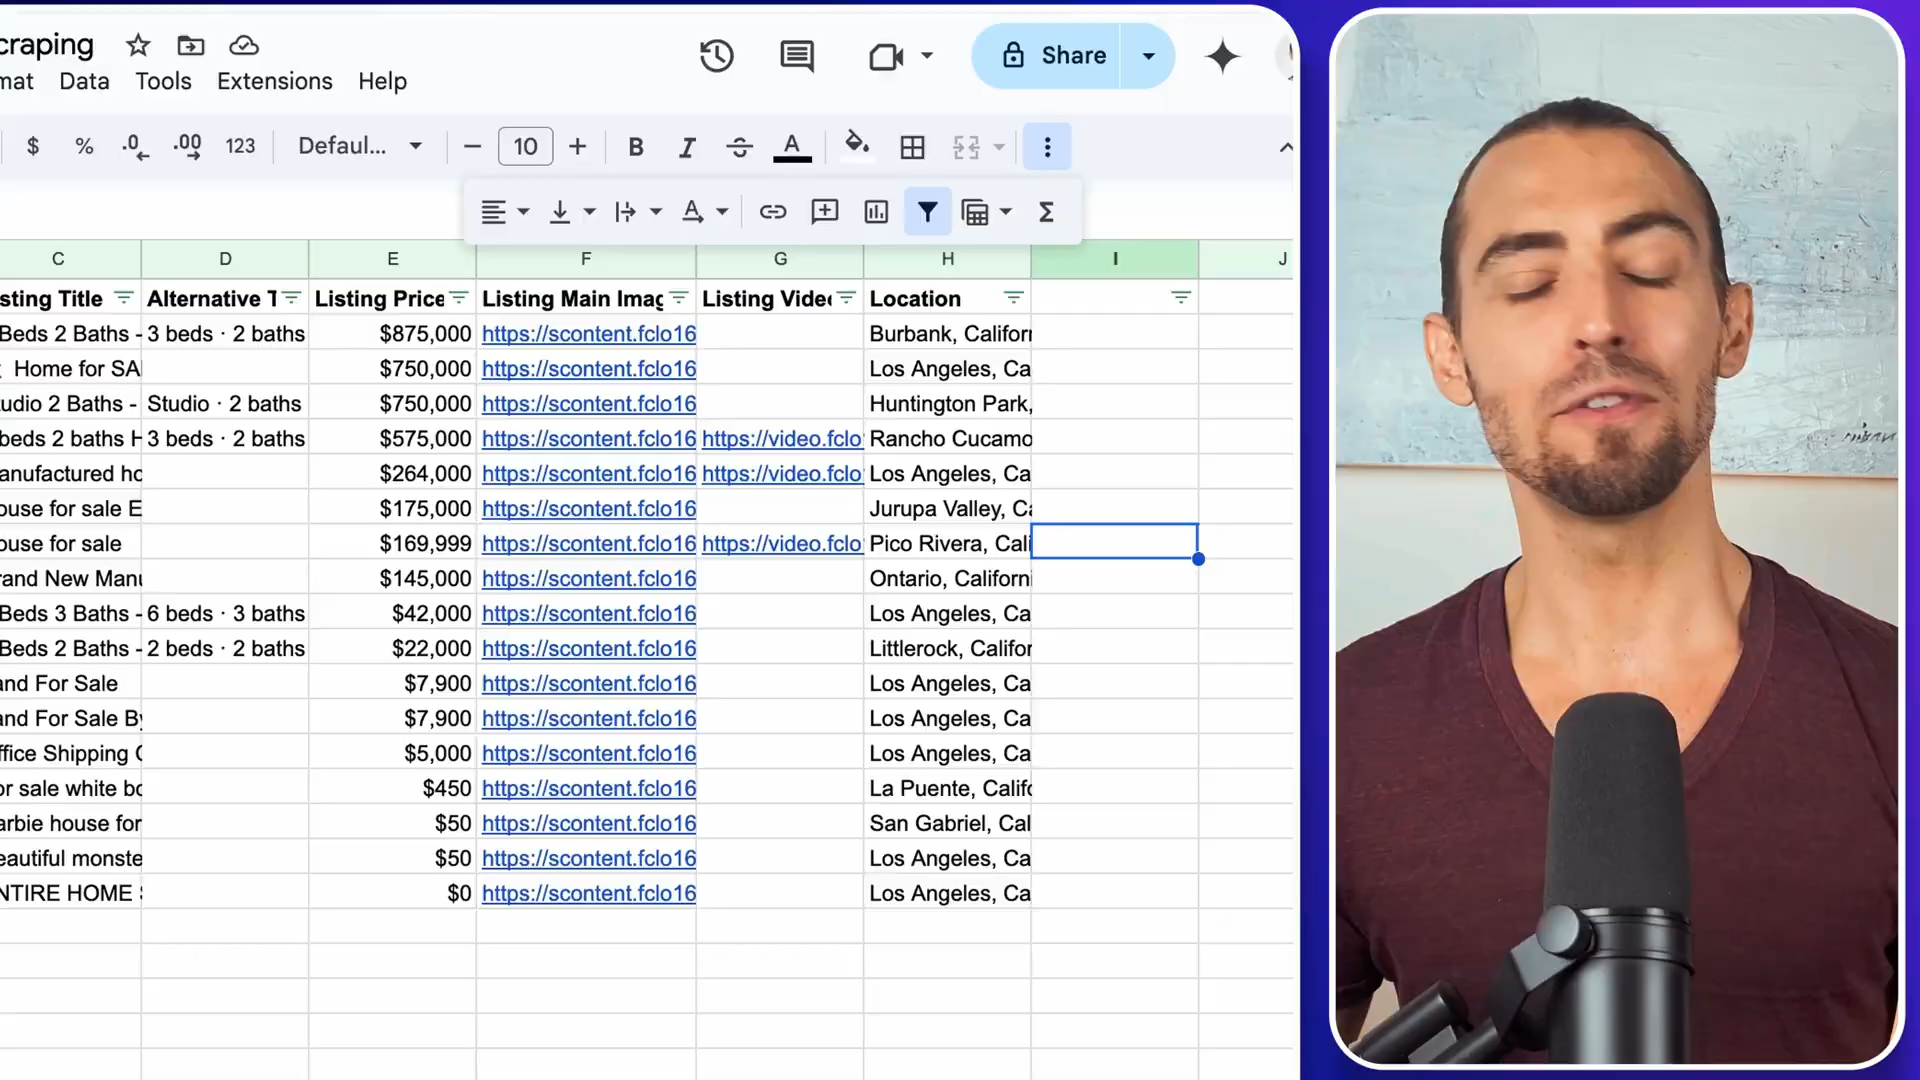 craping
mat Data Tools Extensions Help
Share
$ % .0 .00 123 Defaul... − 10 + B I S A
A Σ
C D E F G H I J
sting Title Alternative T Listing Price Listing Main Imag Listing Vide Location
Beds 2 Baths - 3 beds · 2 baths $875,000 https://scontent.fclo16 Burbank, Californ
Home for SA $750,000 https://scontent.fclo16 Los Angeles, Ca
udio 2 Baths - Studio · 2 baths $750,000 https://scontent.fclo16 Huntington Park,
beds 2 baths H 3 beds · 2 baths $575,000 https://scontent.fclo16 https://video.fclo Rancho Cucamo
anufactured ho $264,000 https://scontent.fclo16 https://video.fclo Los Angeles, Ca
ouse for sale E $175,000 https://scontent.fclo16 Jurupa Valley, Ca
ouse for sale $169,999 https://scontent.fclo16 https://video.fclo Pico Rivera, Cali
rand New Manu $145,000 https://scontent.fclo16 Ontario, Californi
Beds 3 Baths - 6 beds · 3 baths $42,000 https://scontent.fclo16 Los Angeles, Ca
Beds 2 Baths - 2 beds · 2 baths $22,000 https://scontent.fclo16 Littlerock, Califor
and For Sale $7,900 https://scontent.fclo16 Los Angeles, Ca
and For Sale By $7,900 https://scontent.fclo16 Los Angeles, Ca
ffice Shipping C $5,000 https://scontent.fclo16 Los Angeles, Ca
or sale white bo $450 https://scontent.fclo16 La Puente, Califo
arbie house for $50 https://scontent.fclo16 San Gabriel, Cal
eautiful monste $50 https://scontent.fclo16 Los Angeles, Ca
NTIRE HOME $0 https://scontent.fclo16 Los Angeles, Ca